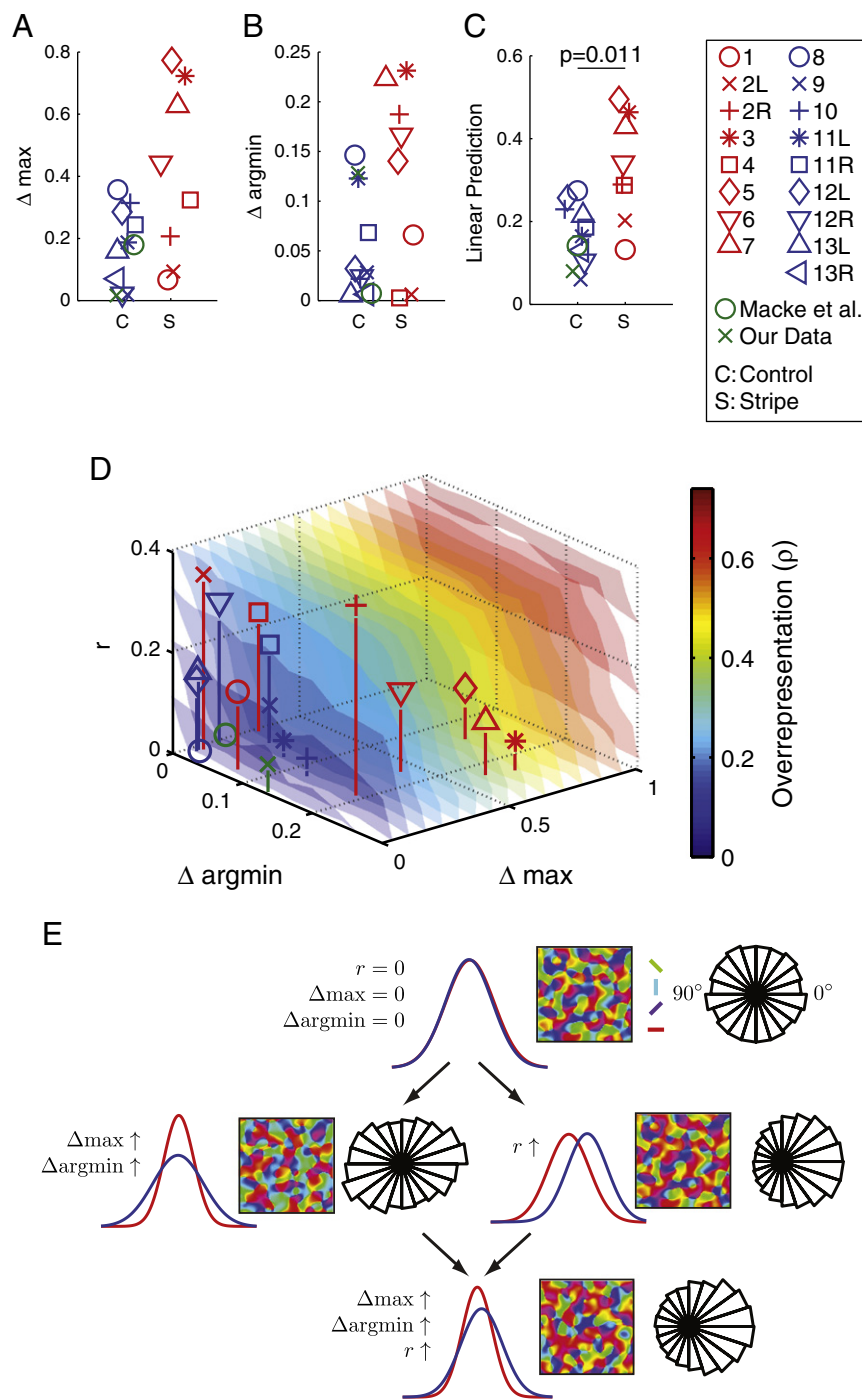 A
Δ max
0.8
0.6
0.4
0.2
0
C
S
B
Δ argmin
0.25
0.2
0.15
0.1
0.05
0
C
S
C
Linear Prediction
0.6
0.4
0.2
0
p=0.011
C
S
1
2L
2R
3
4
5
6
7
8
9
10
11L
11R
12L
12R
13L
13R
Macke et al.
Our Data
C: Control
S: Stripe
D
r
0.4
0.2
0
0
0.1
0.2
Δ argmin
0
0.5
1
Δ max
0.6
0.4
0.2
0
Overrepresentation (ρ)
E
r = 0
Δmax = 0
Δargmin = 0
90°
0°
Δmax ↑
Δargmin ↑
r ↑
Δmax ↑
Δargmin ↑
r ↑